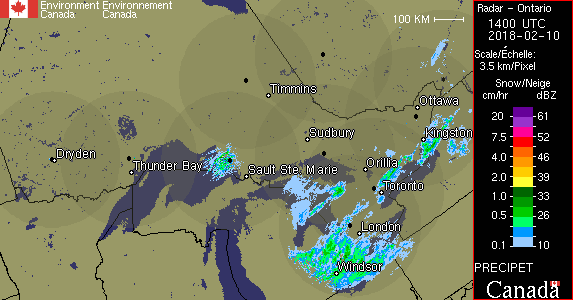 Environment Environnement
Canada Canada
100 KM
Radar - Ontario
1400 UTC
2018-02-10
Scale/Échelle:
3.5 km/Pixel
Snow/Neige
cm/hr dBZ
20 61
7.5 52
4.0 46
2.0 39
1.0 33
0.5 26
0.1 10
PRECIPET
Canada
Timmins
Ottawa
Sudbury
Kingston
Dryden
Thunder Bay
Sault Ste. Marie
Orillia
Toronto
London
Windsor